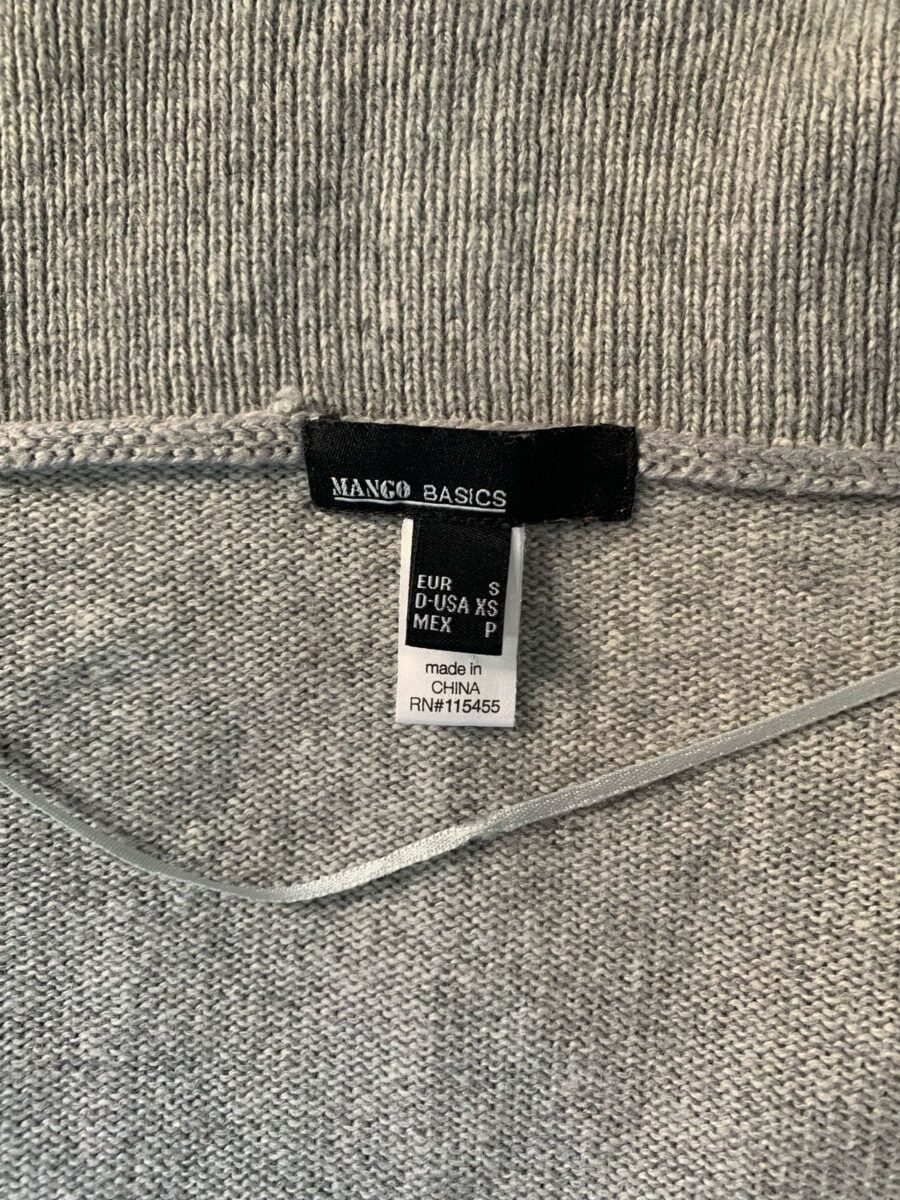 MANGO BASICS
EUR S
D-USA XS
MEX P
made in
CHINA
RN#115455